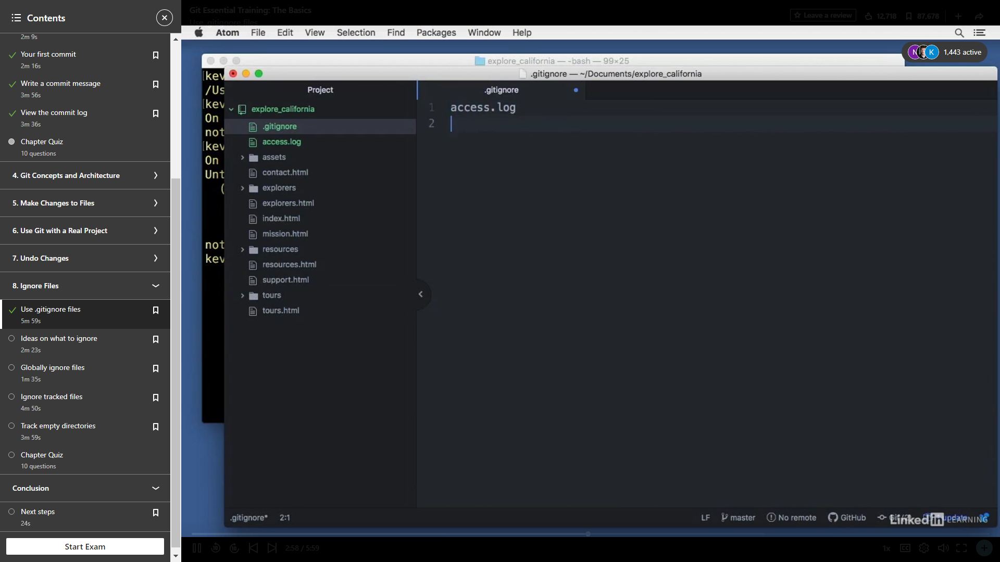 Contents
2m 9s
Your first commit
2m 16s
Write a commit message
3m 56s
View the commit log
3m 36s
Chapter Quiz
10 questions
4. Git Concepts and Architecture
5. Make Changes to Files
6. Use Git with a Real Project
7. Undo Changes
8. Ignore Files
Use .gitignore files
5m 59s
Ideas on what to ignore
2m 23s
Globally ignore files
1m 35s
Ignore tracked files
4m 50s
Track empty directories
3m 59s
Chapter Quiz
10 questions
Conclusion
Next steps
24s
Start Exam
Git Essential Training: The Basics
Use .gitignore files
Leave a review
12,718
87,678
Atom File Edit View Selection Find Packages Window Help
N K 1,443 active
explore_california — -bash — 99×25
[kev
/Us
[kev
On
not
[kev
On
Unt
(
not
kev
.gitignore — ~/Documents/explore_california
Project
explore_california
.gitignore
access.log
assets
contact.html
explorers
explorers.html
index.html
mission.html
resources
resources.html
support.html
tours
tours.html
.gitignore
1 access.log
2
.gitignore* 2:1
LF master No remote GitHub update
LinkedIn LEARNING
10 10 2:58 / 5:59
1x CC